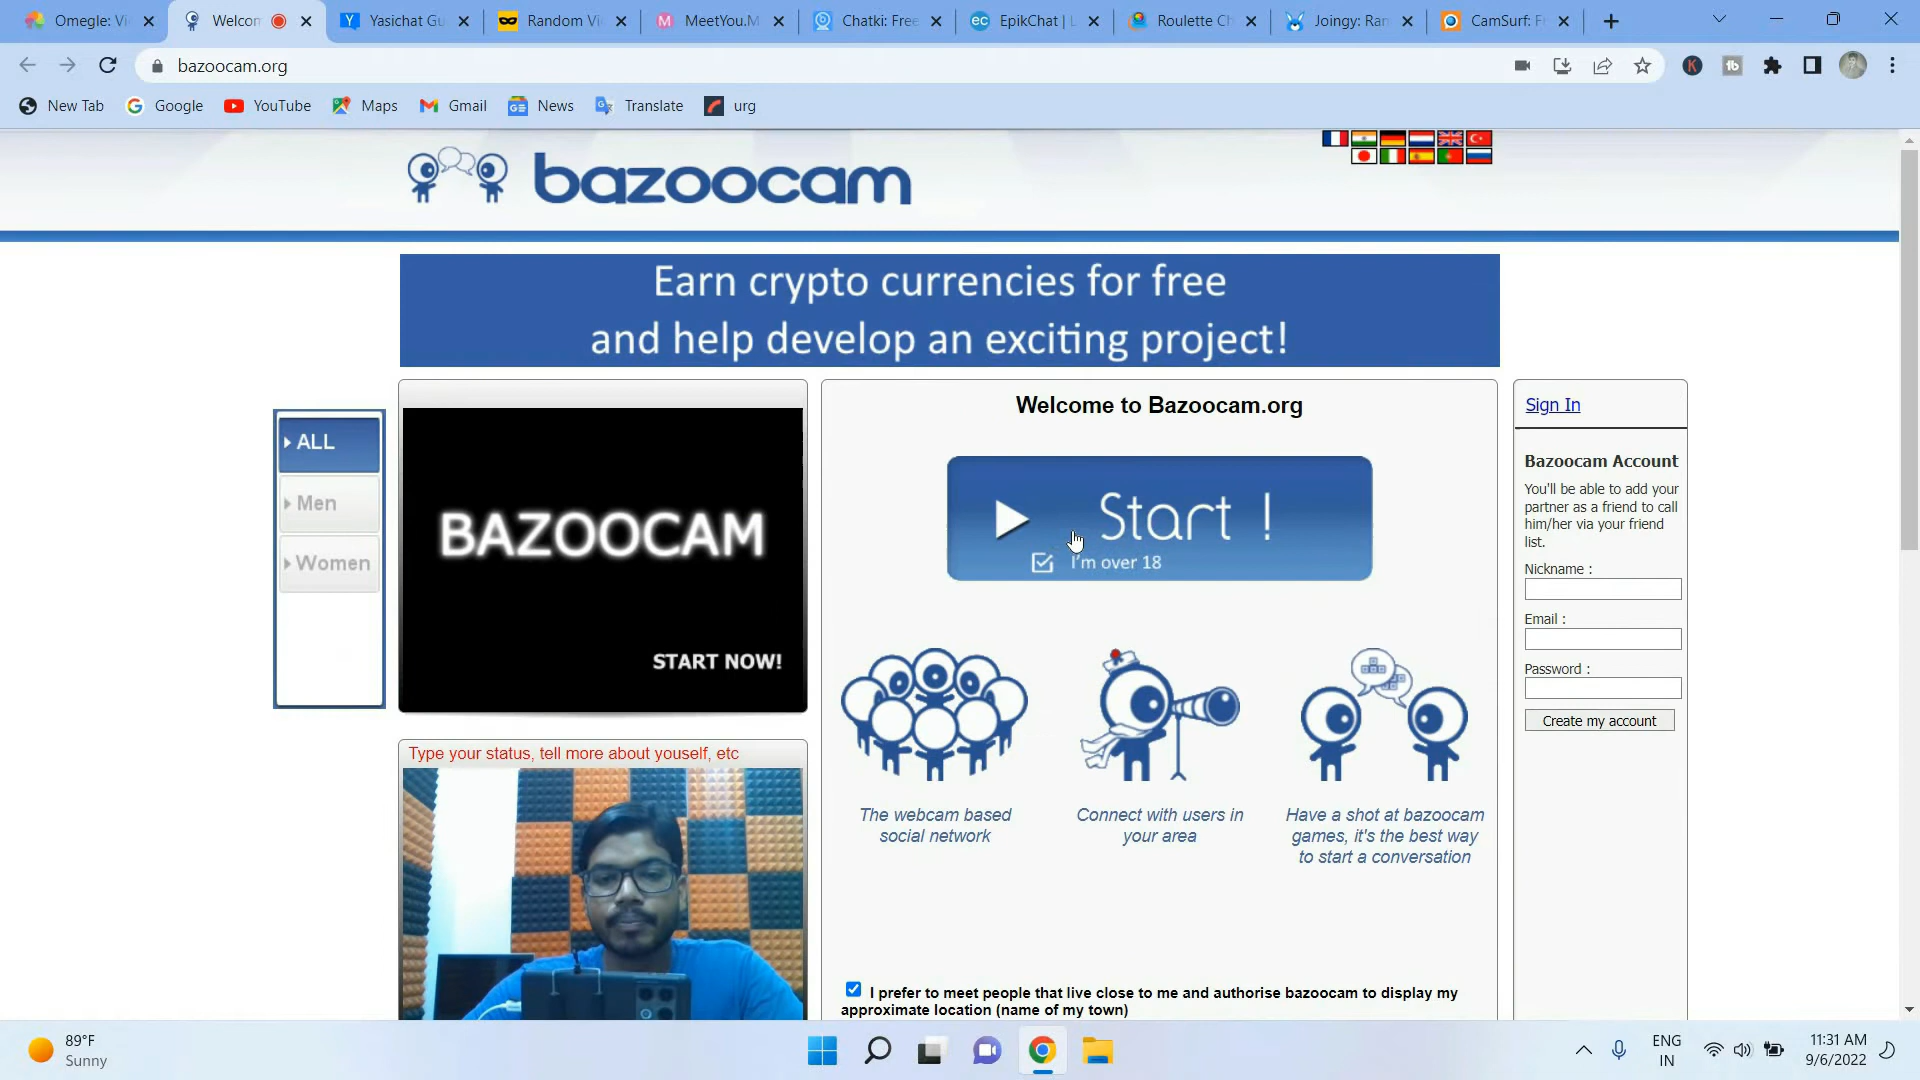 Omegle: Vi
Welcom
Yasichat Gu
Random Vi
MeetYou.M
Chatki: Free
EpikChat | L
Roulette Ch
Joingy: Ran
CamSurf: F
bazoocam.org
K
tb
New Tab
Google
YouTube
Maps
Gmail
News
Translate
urg
bazoocam
Earn crypto currencies for free
and help develop an exciting project!
ALL
Men
Women
BAZOOCAM
START NOW!
Type your status, tell more about youself, etc
Welcome to Bazoocam.org
Start !
I'm over 18
The webcam based
social network
Connect with users in
your area
Have a shot at bazoocam
games, it's the best way
to start a conversation
I prefer to meet people that live close to me and authorise bazoocam to display my
approximate location (name of my town)
Sign In
Bazoocam Account
You'll be able to add your
partner as a friend to call
him/her via your friend
list.
Nickname :
Email :
Password :
Create my account
89°F
Sunny
ENG
IN
11:31 AM
9/6/2022